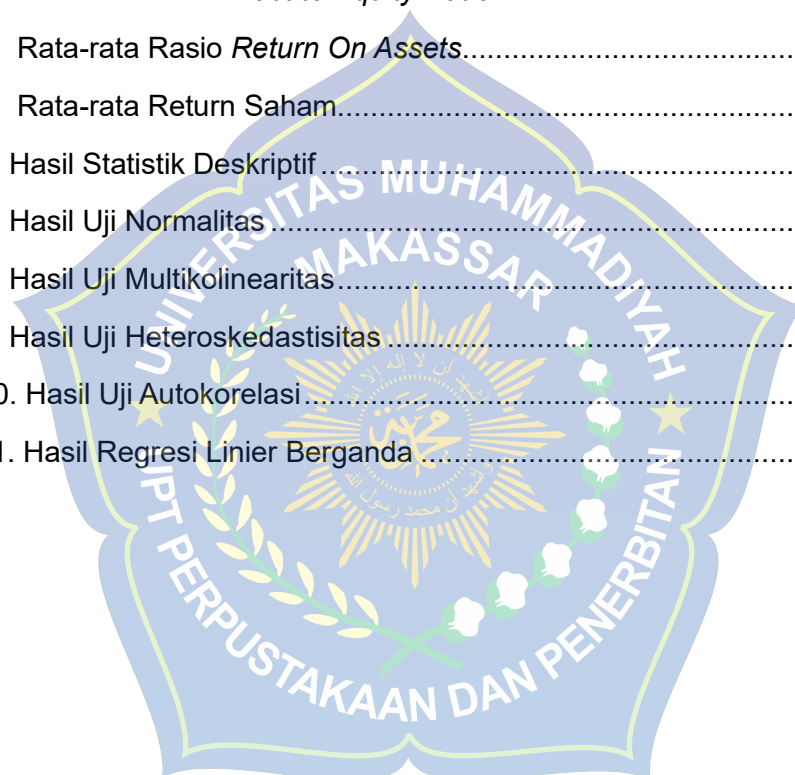 Rata-rata Rasio Return On Assets
Rata-rata Return Saham
Hasil Statistik Deskriptif
Hasil Uji Normalitas
Hasil Uji Multikolinearitas
Hasil Uji Heteroskedastisitas
0. Hasil Uji Autokorelasi
1. Hasil Regresi Linier Berganda
UNIVERSITAS MUHAMMADIYAH
MAKASSAR
UPT PERPUSTAKAAN DAN PENERBITAN